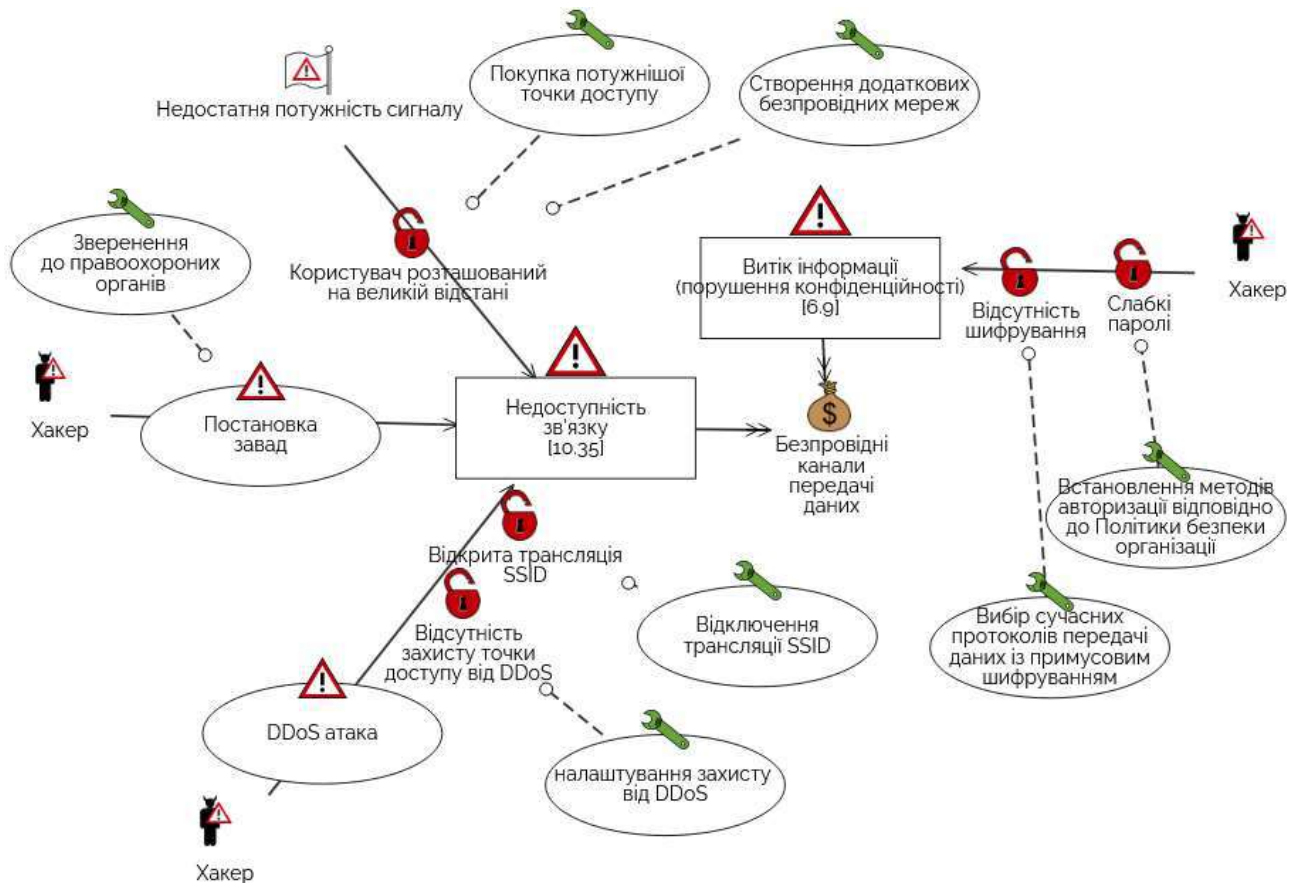 Недостатня потужність сигналу
Покупка потужнішої
точки доступу
Створення додаткових
безпровідних мереж
Зверенення
до правоохороних
органів
Користувач розташований
на великій відстані
Витік інформації
(порушення конфіденційності)
[6.9]
Відсутність
шифрування
Слабкі
паролі
Хакер
Хакер
Постановка
завад
Недоступність
зв'язку
[10.35]
$
Безпровідні
канали
передачі
даних
Встановлення методів
авторизації відповідно
до Політики безпеки
організації
Відкрита трансляція
SSID
Відсутність
захисту точки
доступу від DDoS
Відключення
трансляції SSID
Вибір сучасних
протоколів передачі
даних із примусовим
шифруванням
DDoS атака
налаштування захисту
від DDoS
Хакер